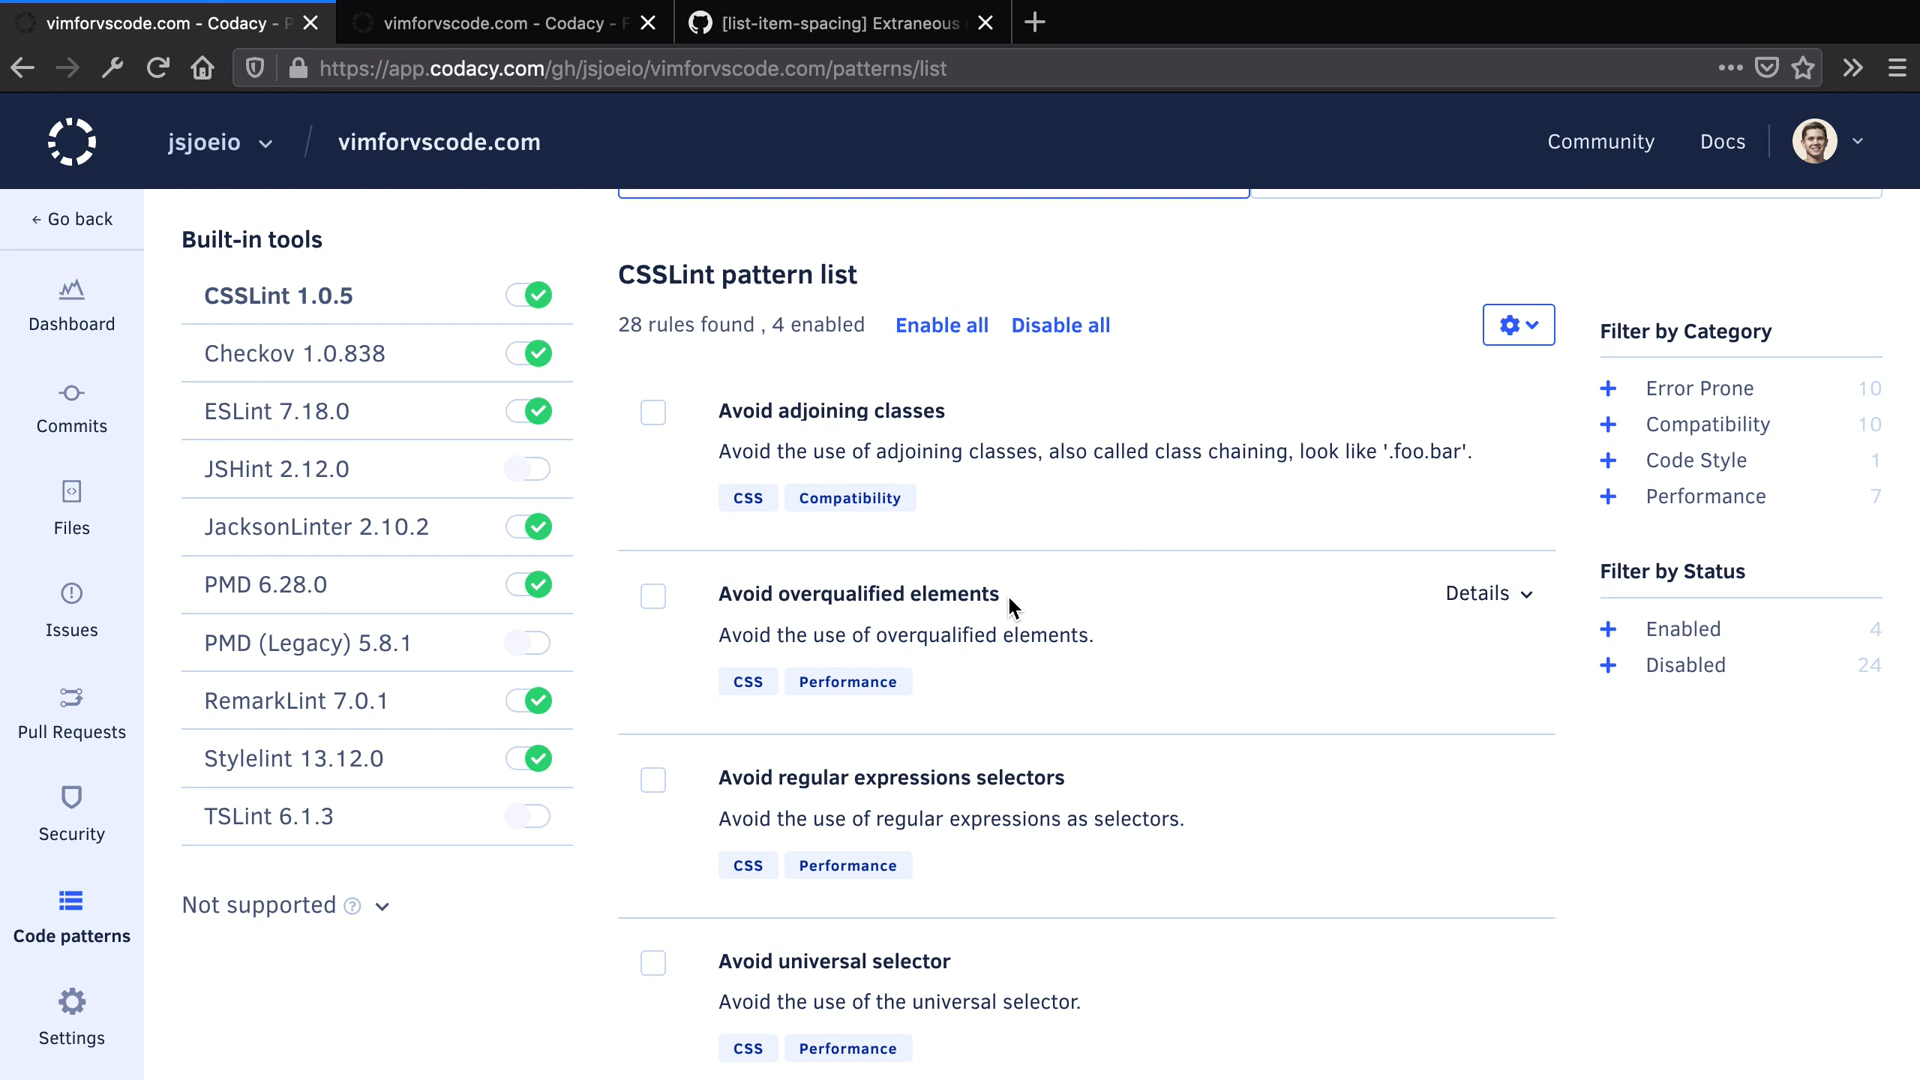 vimforvscode.com - Codacy - P
vimforvscode.com - Codacy - F
[list-item-spacing] Extraneous
https://app.codacy.com/gh/jsjoeio/vimforvscode.com/patterns/list
jsjoeio / vimforvscode.com
Community
Docs
← Go back
Dashboard
Commits
Files
Issues
Pull Requests
Security
Code patterns
Settings
Built-in tools
CSSLint 1.0.5
Checkov 1.0.838
ESLint 7.18.0
JSHint 2.12.0
JacksonLinter 2.10.2
PMD 6.28.0
PMD (Legacy) 5.8.1
RemarkLint 7.0.1
Stylelint 13.12.0
TSLint 6.1.3
Not supported ?
CSSLint pattern list
28 rules found , 4 enabled Enable all Disable all
Avoid adjoining classes
Avoid the use of adjoining classes, also called class chaining, look like '.foo.bar'.
CSS Compatibility
Avoid overqualified elements Details
Avoid the use of overqualified elements.
CSS Performance
Avoid regular expressions selectors
Avoid the use of regular expressions as selectors.
CSS Performance
Avoid universal selector
Avoid the use of the universal selector.
CSS Performance
Filter by Category
+ Error Prone 10
+ Compatibility 10
+ Code Style 1
+ Performance 7
Filter by Status
+ Enabled 4
+ Disabled 24